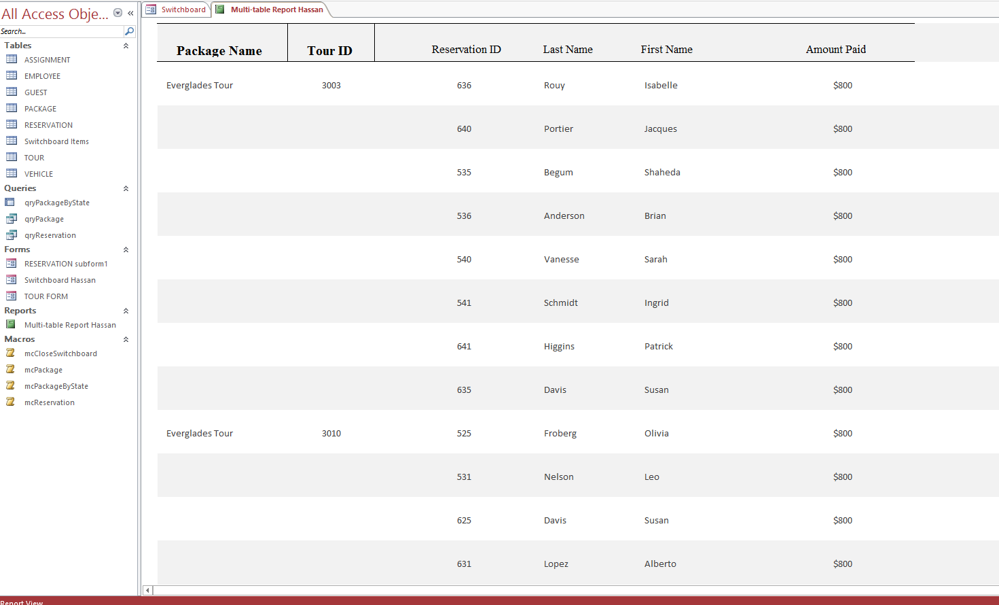 All Access Obje...
Search...
Tables
ASSIGNMENT
EMPLOYEE
GUEST
PACKAGE
RESERVATION
Switchboard Items
TOUR
VEHICLE
Queries
qryPackageByState
qryPackage
qryReservation
Forms
RESERVATION subform1
Switchboard Hassan
TOUR FORM
Reports
Multi-table Report Hassan
Macros
mcCloseSwitchboard
mcPackage
mcPackageByState
mcReservation
Switchboard Multi-table Report Hassan
Package Name Tour ID Reservation ID Last Name First Name Amount Paid
Everglades Tour 3003 636 Rouy Isabelle $800
640 Portier Jacques $800
535 Begum Shaheda $800
536 Anderson Brian $800
540 Vanesse Sarah $800
541 Schmidt Ingrid $800
641 Higgins Patrick $800
635 Davis Susan $800
Everglades Tour 3010 525 Froberg Olivia $800
531 Nelson Leo $800
625 Davis Susan $800
631 Lopez Alberto $800
Report View